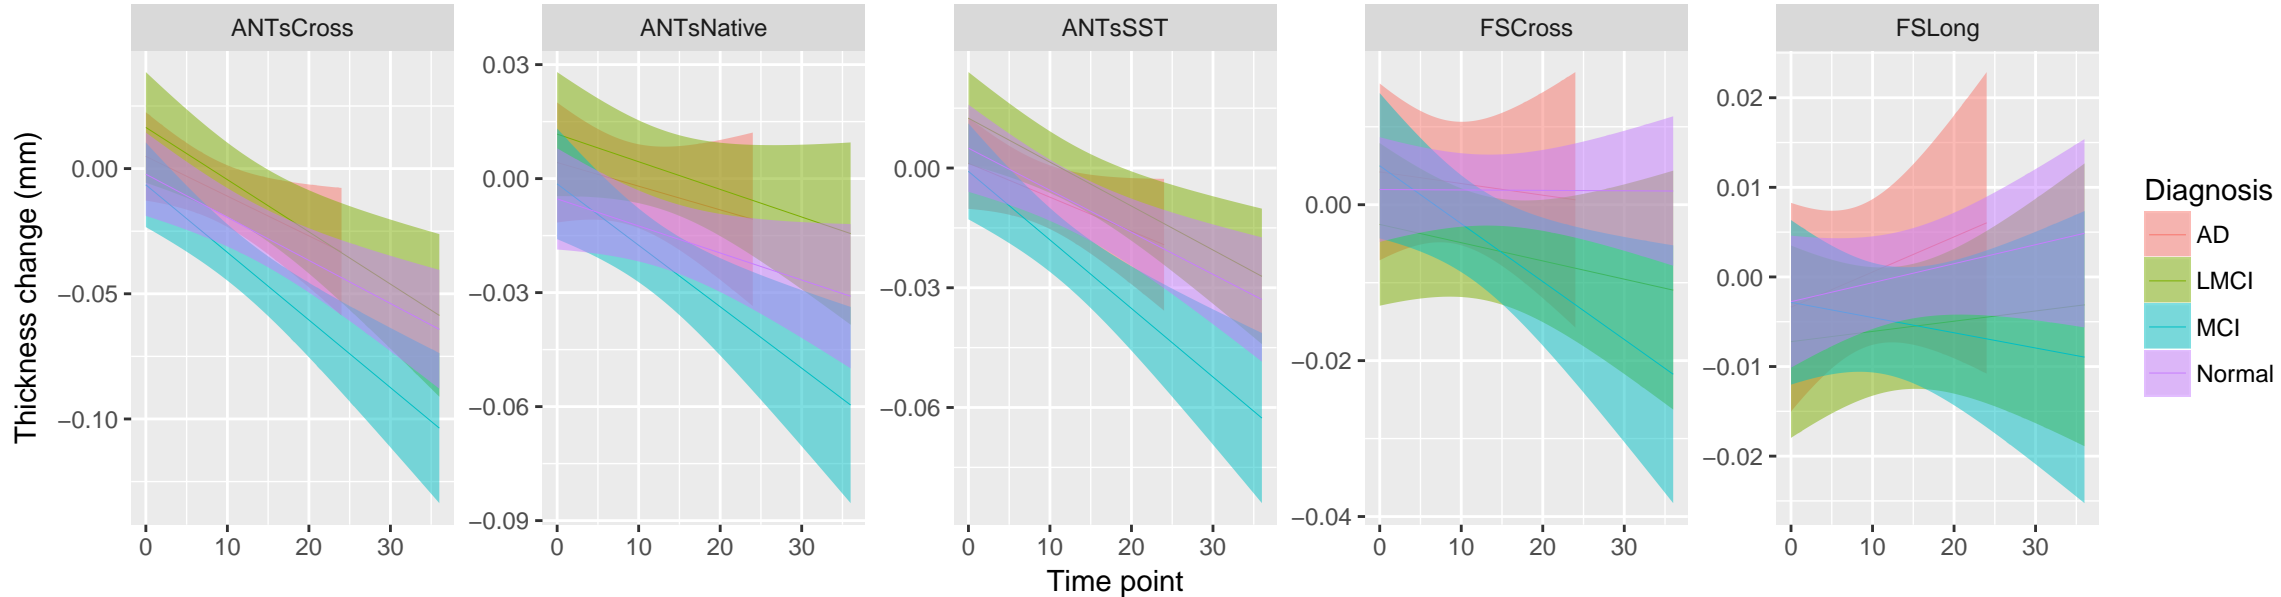 ANTsCross ANTsNative ANTsSST FSCross FSLong
Thickness change (mm)
0.00
−0.05
−0.10
0 10 20 30
0.03
0.00
−0.03
−0.06
−0.09
0 10 20 30
0.00
−0.03
−0.06
0 10 20 30
0.00
−0.02
−0.04
0 10 20 30
0.02
0.01
0.00
−0.01
−0.02
0 10 20 30
Time point
Diagnosis
AD
LMCI
MCI
Normal